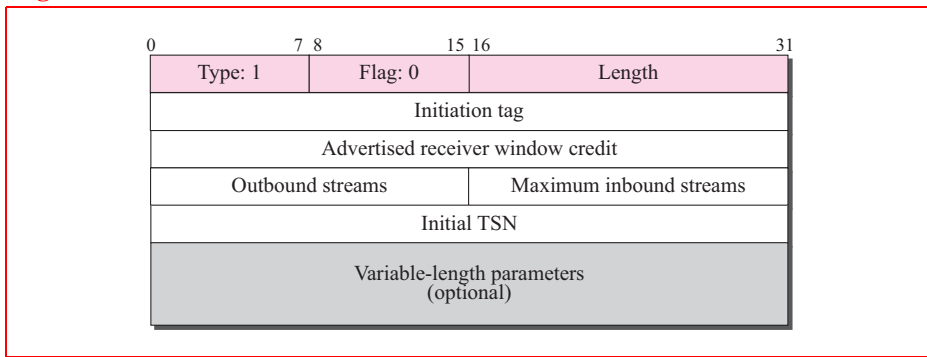 0 7 8 15 16 31
Type: 1 Flag: 0 Length
Initiation tag
Advertised receiver window credit
Outbound streams Maximum inbound streams
Initial TSN
Variable-length parameters
(optional)